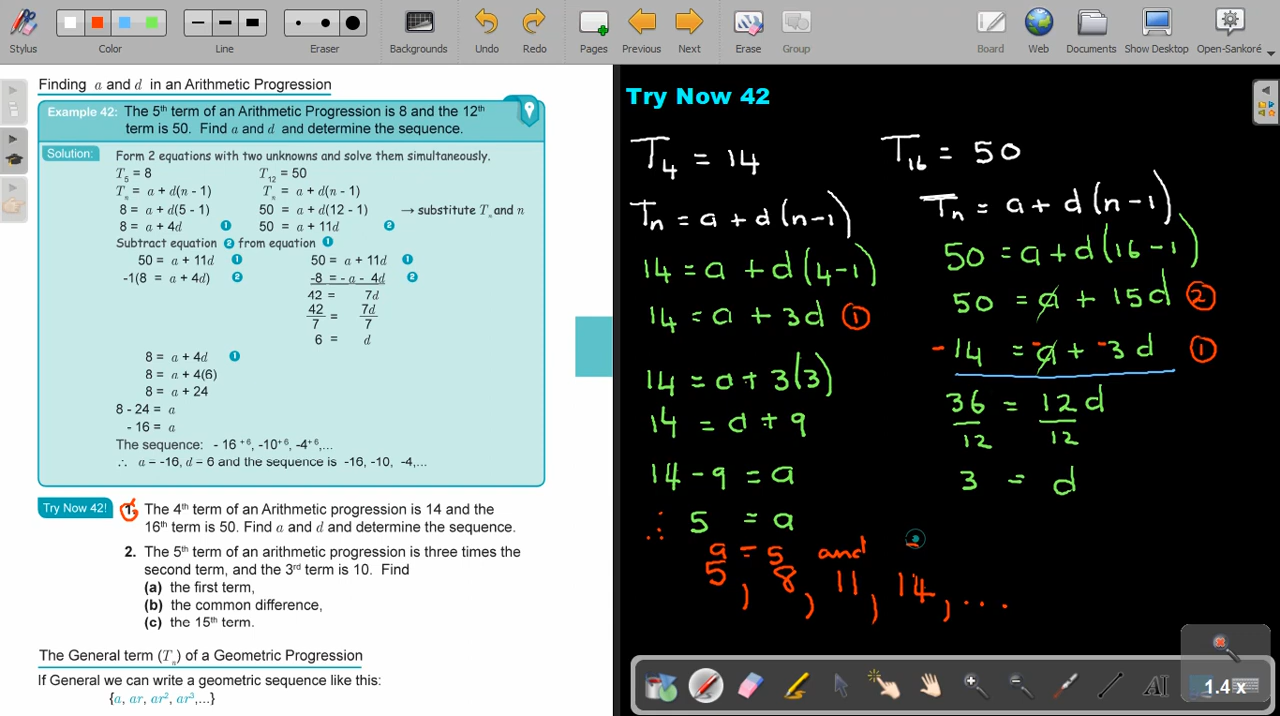 Stylus Color Line Eraser Backgrounds Undo Redo Pages Previous Next Erase Group Board Web Documents Show Desktop Open-Sankoré
Finding a and d in an Arithmetic Progression
Example 42: The 5th term of an Arithmetic Progression is 8 and the 12th
term is 50. Find a and d and determine the sequence.
Solution: Form 2 equations with two unknowns and solve them simultaneously.
T₅ = 8 T₁₂ = 50
Tₙ = a + d(n - 1) Tₙ = a + d(n - 1)
8 = a + d(5 - 1) 50 = a + d(12 - 1) → substitute Tₙ and n
8 = a + 4d ① 50 = a + 11d ②
Subtract equation ② from equation ①
50 = a + 11d ① 50 = a + 11d ①
-1(8 = a + 4d) ② -8 = - a - 4d ②
42 = 7d
42/7 = 7d/7
6 = d
8 = a + 4d ①
8 = a + 4(6)
8 = a + 24
8 - 24 = a
- 16 = a
The sequence: - 16⁺⁶, -10⁺⁶, -4⁺⁶,...
∴ a = -16, d = 6 and the sequence is -16, -10, -4,...
Try Now 42! 1. The 4th term of an Arithmetic progression is 14 and the
16th term is 50. Find a and d and determine the sequence.
2. The 5th term of an arithmetic progression is three times the
second term, and the 3rd term is 10. Find
(a) the first term,
(b) the common difference,
(c) the 15th term.
The General term (Tₙ) of a Geometric Progression
If General we can write a geometric sequence like this:
{a, ar, ar², ar³,...}
Try Now 42
T₄ = 14 T₁₆ = 50
Tₙ = a + d(n-1) Tₙ = a + d(n-1)
14 = a + d(4-1) 50 = a + d(16-1)
14 = a + 3d ① 50 = a + 15d ②
-14 = -a + -3d ①
14 = a + 3(3) 36/12 = 12d/12
14 = a + 9
14 - 9 = a 3 = d
∴ 5 = a
a = 5 and
5, 8, 11, 14, ...
1.4 x